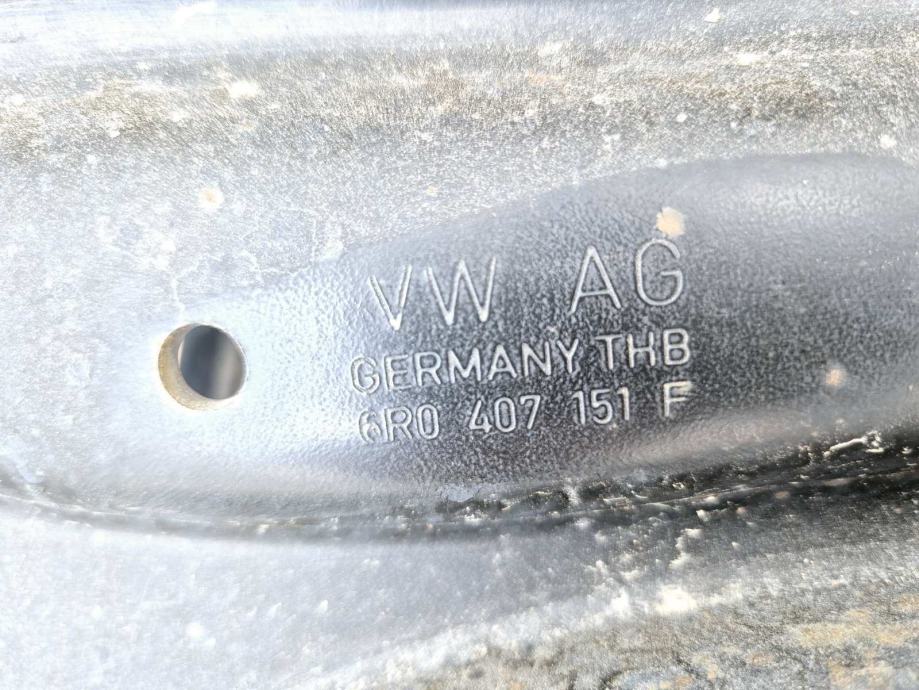 VW AG
GERMANY THB
6R0 407 151 F